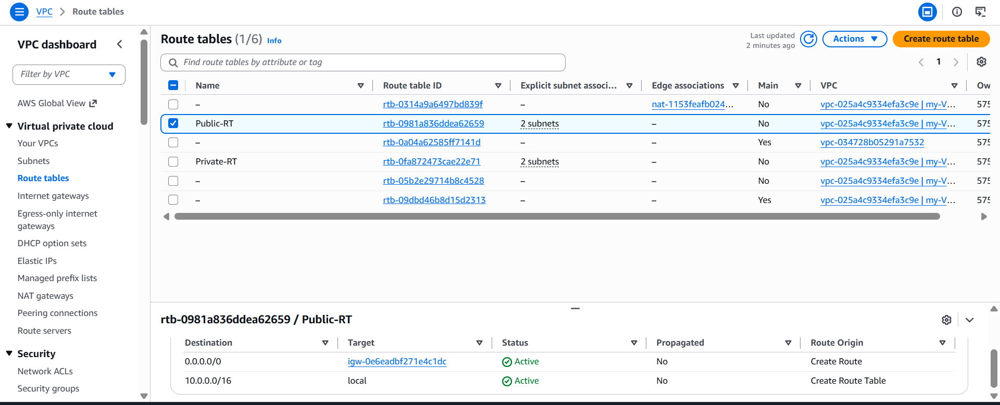 VPC > Route tables
VPC dashboard
Filter by VPC
AWS Global View
Virtual private cloud
Your VPCs
Subnets
Route tables
Internet gateways
Egress-only internet
gateways
DHCP option sets
Elastic IPs
Managed prefix lists
NAT gateways
Peering connections
Route servers
Security
Network ACLs
Security groups
Route tables (1/6) Info
Last updated
2 minutes ago
Actions
Create route table
Find route tables by attribute or tag
1
Name Route table ID Explicit subnet associ... Edge associations Main VPC Ow
– rtb-0314a9a6497bd839f – nat-1153feafb024... No vpc-025a4c9334efa3c9e | my-V... 575
Public-RT rtb-0981a836ddea62659 2 subnets – No vpc-025a4c9334efa3c9e | my-V... 575
– rtb-0a04a62585ff7141d – – Yes vpc-034728b05291a7532 575
Private-RT rtb-0fa872473cae22e71 2 subnets – No vpc-025a4c9334efa3c9e | my-V... 575
– rtb-05b2e29714b8c4528 – – No vpc-025a4c9334efa3c9e | my-V... 575
– rtb-09dbd46b8d15d2313 – – Yes vpc-025a4c9334efa3c9e | my-V... 575
rtb-0981a836ddea62659 / Public-RT
Destination Target Status Propagated Route Origin
0.0.0.0/0 igw-0e6eadbf271e4c1dc Active No Create Route
10.0.0.0/16 local Active No Create Route Table